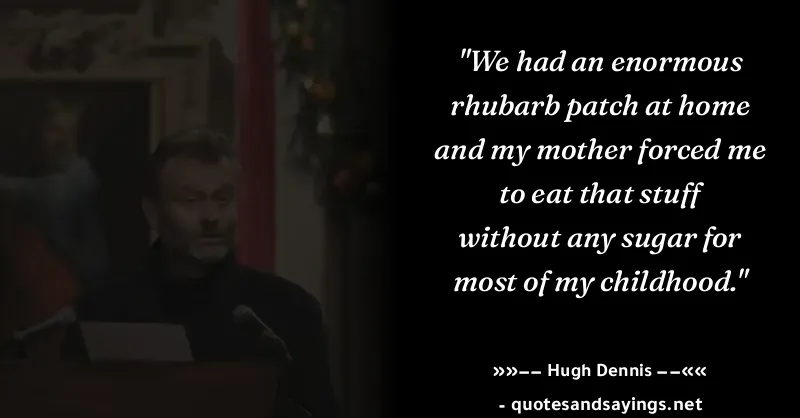 "We had an enormous
rhubarb patch at home
and my mother forced me
to eat that stuff
without any sugar for
most of my childhood."
»»−− Hugh Dennis −−««
- quotesandsayings.net